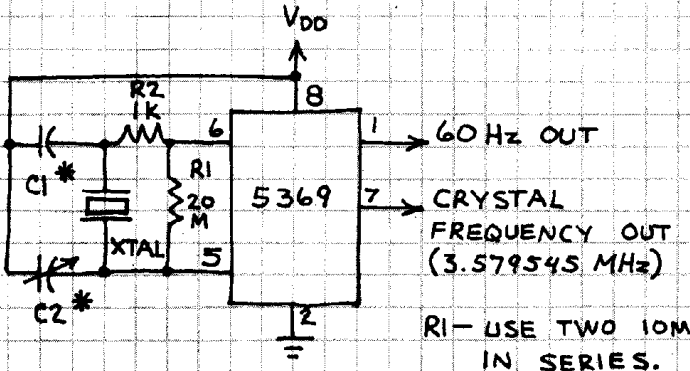 VDD
R2
1K
8
6
1
60 Hz OUT
C1 *
R1
20
M
5369
7
CRYSTAL
FREQUENCY OUT
(3.579545 MHz)
XTAL
5
C2 *
2
R1 - USE TWO 10M
IN SERIES.